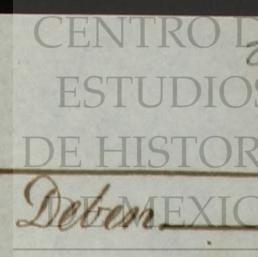 CENTRO D
ESTUDIOS
DE HISTOR
DE MEXIC
Deben.